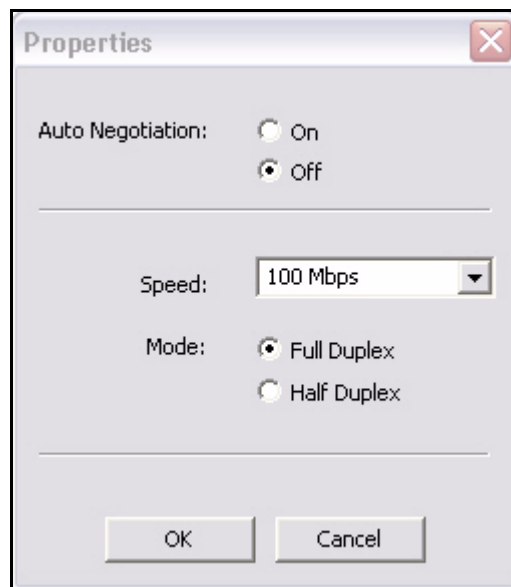 Properties
Auto Negotiation: On
Off
Speed: 100 Mbps
Mode: Full Duplex
Half Duplex
OK Cancel